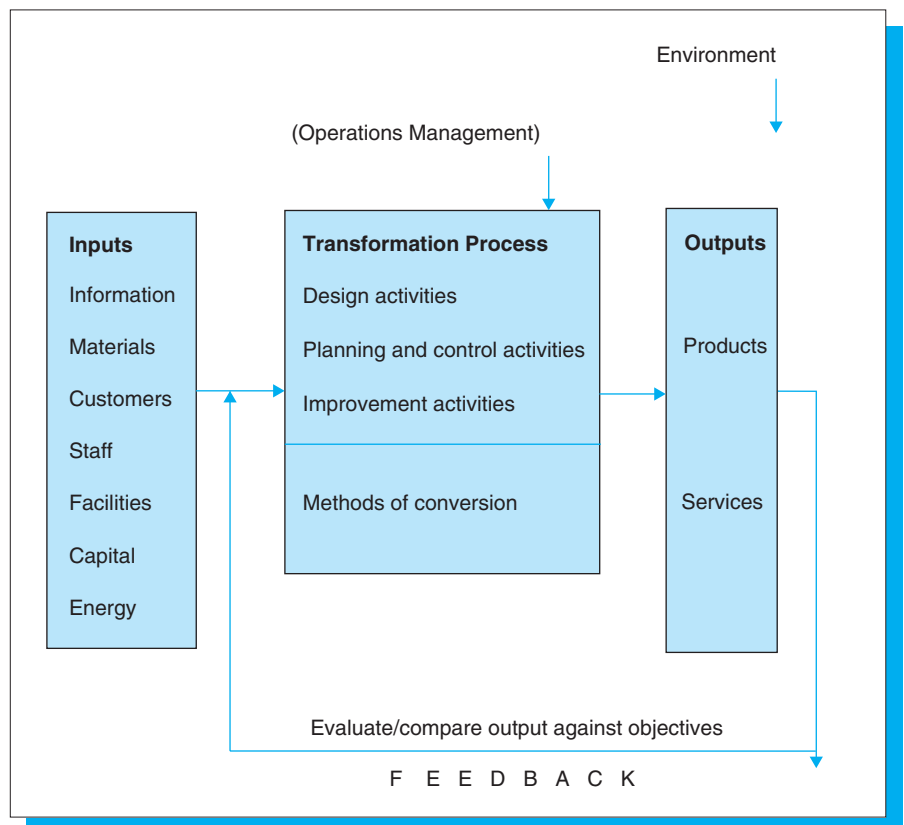 Environment
(Operations Management)
Inputs
Information
Materials
Customers
Staff
Facilities
Capital
Energy
Transformation Process
Design activities
Planning and control activities
Improvement activities
Methods of conversion
Outputs
Products
Services
Evaluate/compare output against objectives
F E E D B A C K